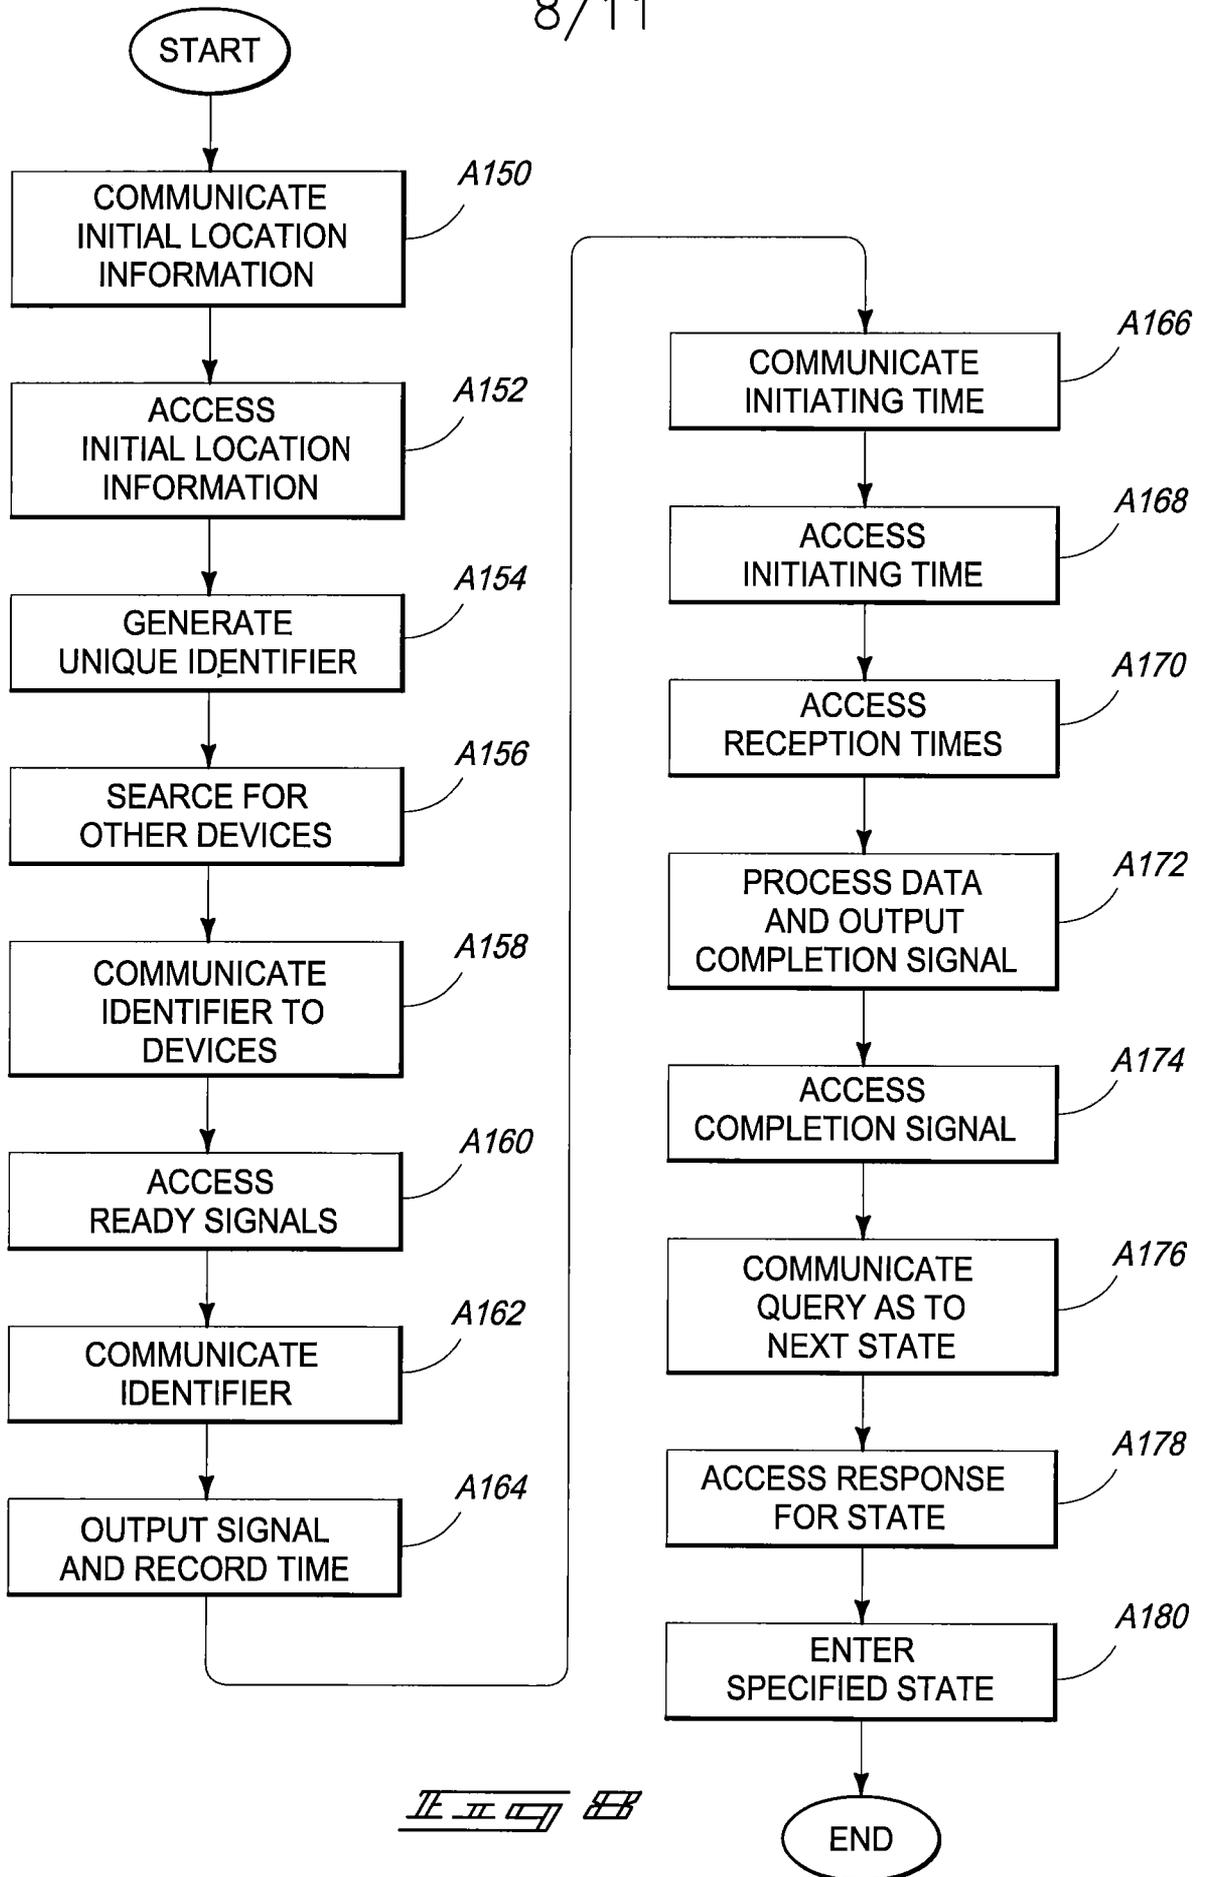 8/11
START
A150
COMMUNICATE
INITIAL LOCATION
INFORMATION
A152
ACCESS
INITIAL LOCATION
INFORMATION
A154
GENERATE
UNIQUE IDENTIFIER
A156
SEARCE FOR
OTHER DEVICES
A158
COMMUNICATE
IDENTIFIER TO
DEVICES
A160
ACCESS
READY SIGNALS
A162
COMMUNICATE
IDENTIFIER
A164
OUTPUT SIGNAL
AND RECORD TIME
A166
COMMUNICATE
INITIATING TIME
A168
ACCESS
INITIATING TIME
A170
ACCESS
RECEPTION TIMES
A172
PROCESS DATA
AND OUTPUT
COMPLETION SIGNAL
A174
ACCESS
COMPLETION SIGNAL
A176
COMMUNICATE
QUERY AS TO
NEXT STATE
A178
ACCESS RESPONSE
FOR STATE
A180
ENTER
SPECIFIED STATE
END
Fig 8